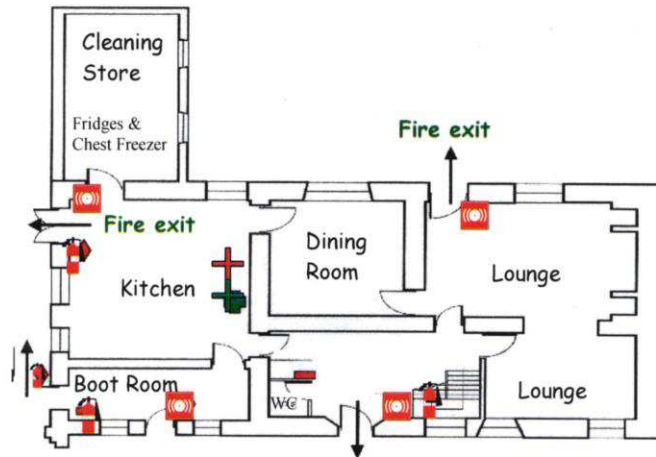 Cleaning
Store
Fridges &
Chest Freezer
Fire exit
Fire exit
Dining
Room
Lounge
Kitchen
Boot Room
WC
Lounge